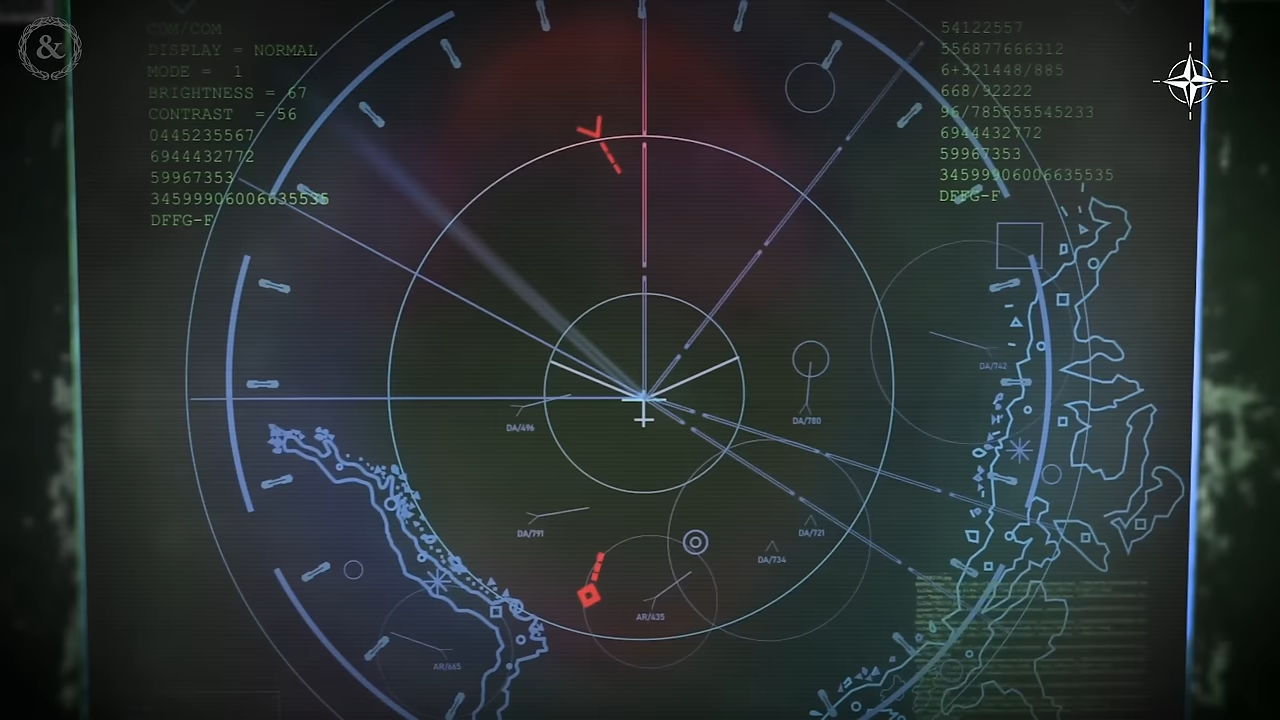 &
COM/COM
DISPLAY = NORMAL
MODE = 1
BRIGHTNESS = 67
CONTRAST = 56
0445235567
6944432772
59967353
34599906006635535
DFFG-F
54122557
556877666312
6+321448/885
668/92222
96/785555545233
6944432772
59967353
34599906006635535
DFFG-F
DA/742
DA/496
DA/780
DA/791
DA/721
DA/734
AR/435
AR/665